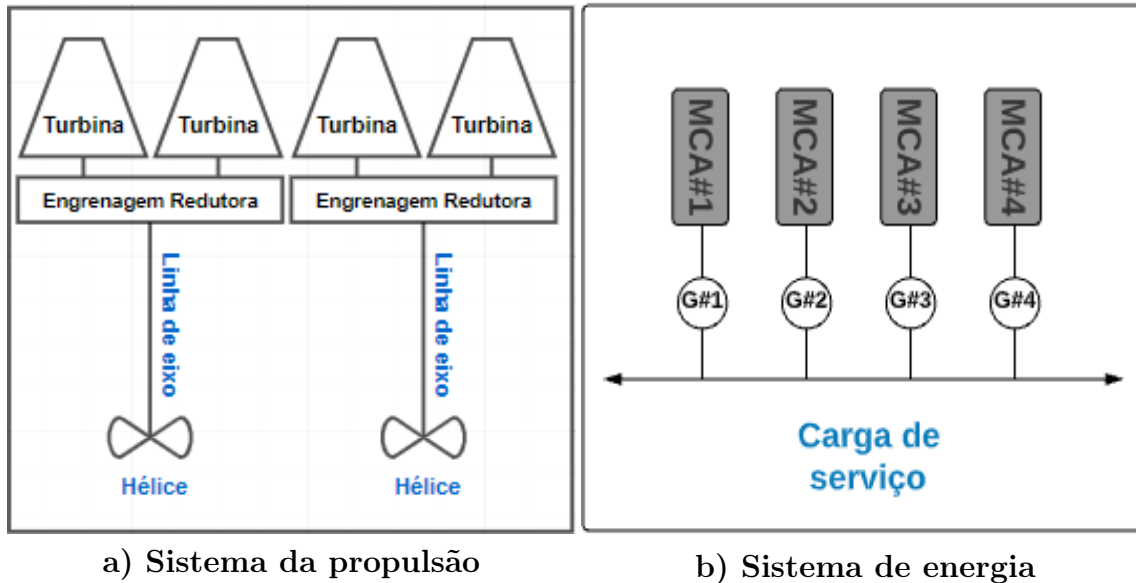 Turbina Turbina Turbina Turbina
Engrenagem Redutora Engrenagem Redutora
Linha de eixo
Linha de eixo
Hélice Hélice
a) Sistema da propulsão
MCA#1 MCA#2 MCA#3 MCA#4
G#1 G#2 G#3 G#4
Carga de
serviço
b) Sistema de energia